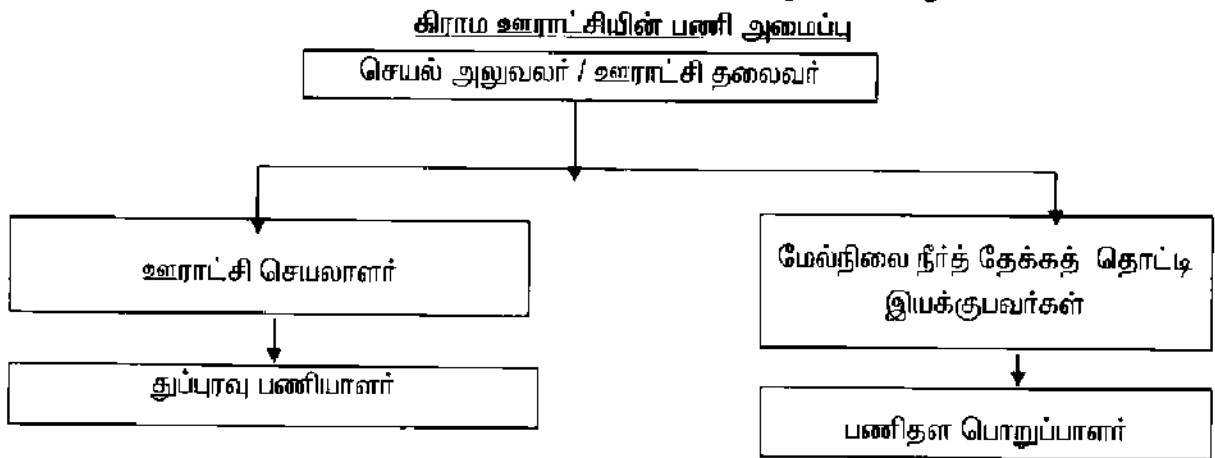 கிராம ஊராட்சியின் பணி அமைப்பு
செயல் அலுவலர் / ஊராட்சி தலைவர்
ஊராட்சி செயலாளர்
மேல்நிலை நீர்த் தேக்கத் தொட்டி
இயக்குபவர்கள்
துப்புரவு பணியாளர்
பணிதள பொறுப்பாளர்